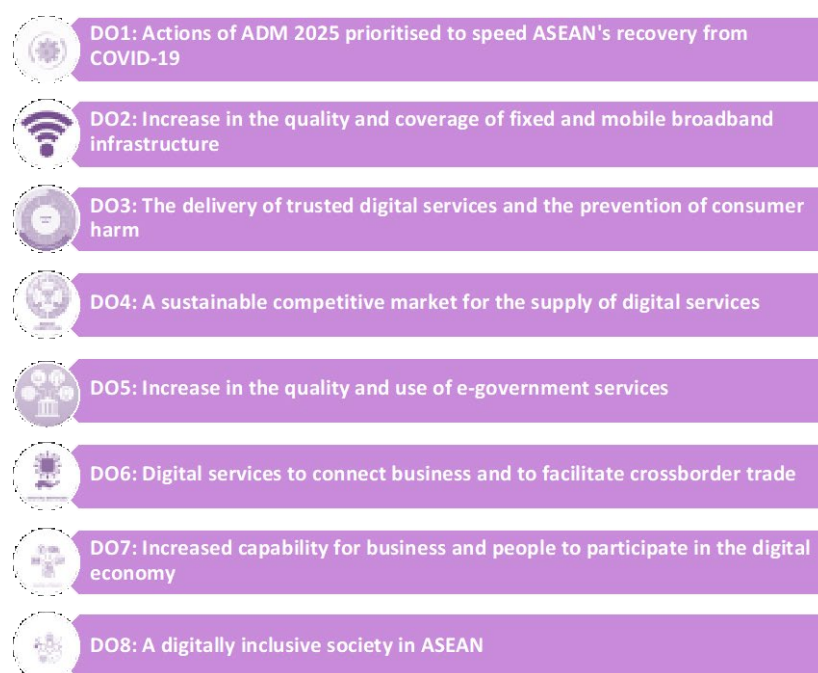 DO1: Actions of ADM 2025 prioritised to speed ASEAN's recovery from
COVID-19
DO2: Increase in the quality and coverage of fixed and mobile broadband
infrastructure
DO3: The delivery of trusted digital services and the prevention of consumer
harm
DO4: A sustainable competitive market for the supply of digital services
DO5: Increase in the quality and use of e-government services
DO6: Digital services to connect business and to facilitate crossborder trade
DO7: Increased capability for business and people to participate in the digital
economy
DO8: A digitally inclusive society in ASEAN